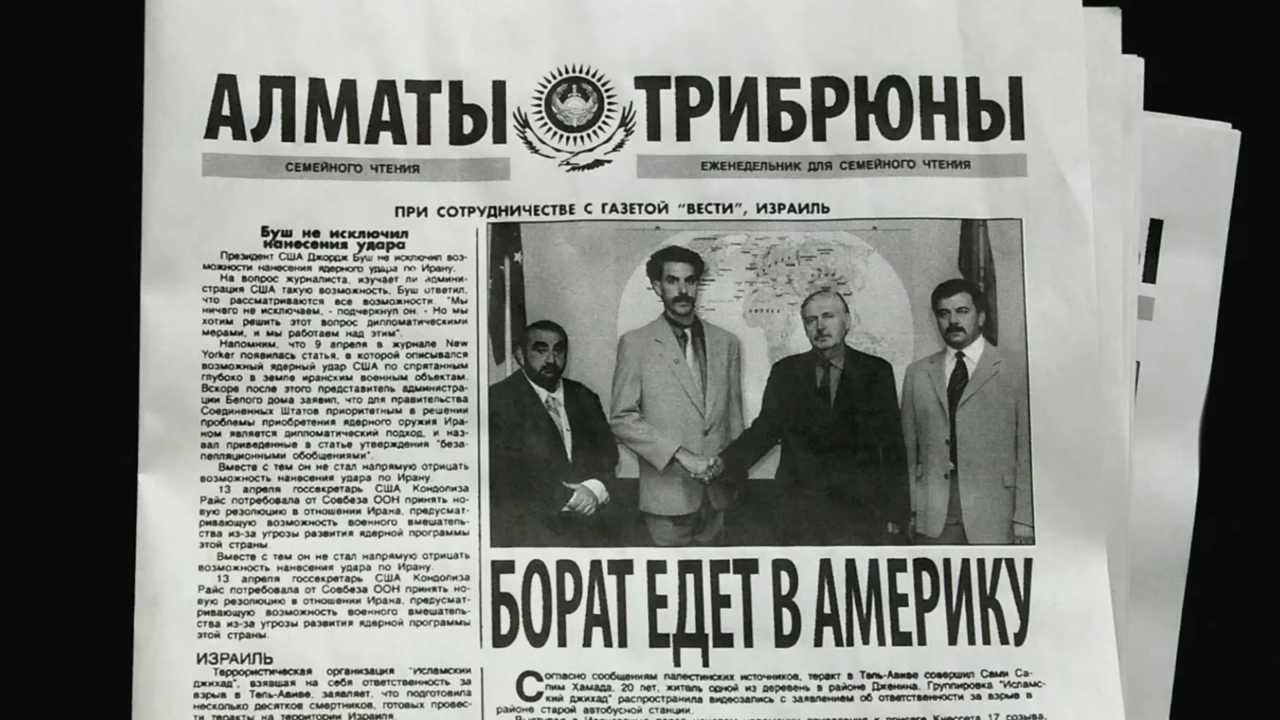 АЛМАТЫ ТРИБРЮНЫ
СЕМЕЙНОГО ЧТЕНИЯ
ЕЖЕНЕДЕЛЬНИК ДЛЯ СЕМЕЙНОГО ЧТЕНИЯ
ПРИ СОТРУДНИЧЕСТВЕ С ГАЗЕТОЙ "ВЕСТИ", ИЗРАИЛЬ
Буш не исключил
нанесения удара
Президент США Джордж Буш не исключил воз-
можности нанесения ядерного удара по Ирану.
На вопрос журналиста, изучает ли админи-
страция США такую возможность, Буш ответил,
что рассматриваются все возможности. "Мы
ничего не исключаем, - подчеркнул он. - Но мы
хотим решить этот вопрос дипломатическими
мерами, и мы работаем над этим".
Напомним, что 9 апреля в журнале New
Yorker появилась статья, в которой описывался
возможный ядерный удар США по спрятанным
глубоко в земле иранским военным объектам.
Вскоре после этого представитель администра-
ции Белого дома заявил, что для правительства
Соединенных Штатов приоритетным в решении
проблемы приобретения ядерного оружия Ира-
ном является дипломатический подход, и наз-
вал приведенные в статье утверждения "беза-
пелляционными обобщениями".
Вместе с тем он не стал напрямую отрицать
возможность нанесения удара по Ирану.
13 апреля госсекретарь США Кондолиза
Райс потребовала от Совбеза ООН принять но-
вую резолюцию в отношении Ирана, предусмат-
ривающую возможность военного вмешатель-
ства из-за угрозы развития ядерной программы
этой страны.
Вместе с тем он не стал напрямую отрицать
возможность нанесения удара по Ирану.
13 апреля госсекретарь США Кондолиза
Райс потребовала от Совбеза ООН принять но-
вую резолюцию в отношении Ирана, предусмат-
ривающую возможность военного вмешатель-
ства из-за угрозы развития ядерной программы
этой страны.
ИЗРАИЛЬ
Террористическая организация "Исламский
джихад", взявшая на себя ответственность за
взрыв в Тель-Авиве, заявляет, что подготовила
несколько десятков смертников, готовых провес-
ти теракты на территории Израиля.
БОРАТ ЕДЕТ В АМЕРИКУ
Согласно сообщениям палестинских источников, теракт в Тель-Авиве совершил Сами Са-
лим Хамада, 20 лет, житель одной из деревень в районе Дженина. Группировка "Исламс-
кий джихад" распространила видеозапись с заявлением об ответственности за взрыв в
районе старой автобусной станции.